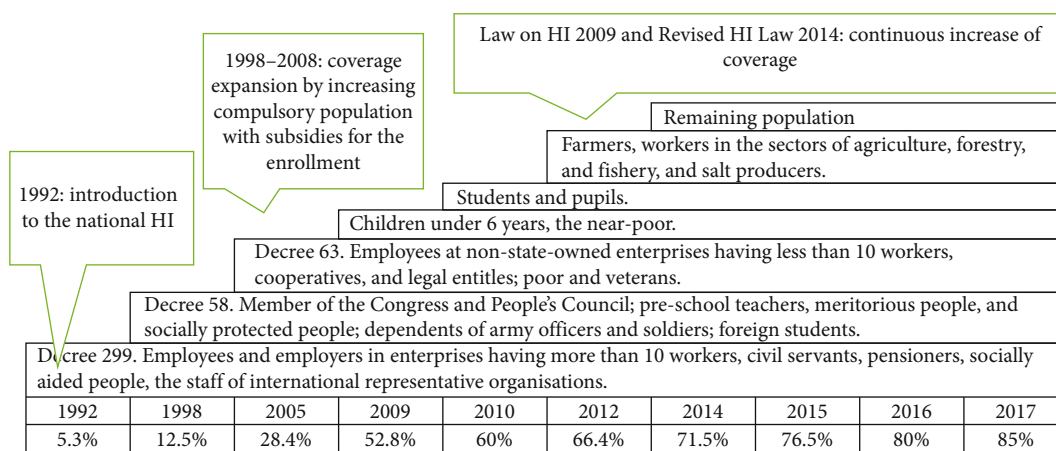 Law on HI 2009 and Revised HI Law 2014: continuous increase of
coverage
1998–2008: coverage
expansion by increasing
compulsory population
with subsidies for the
enrollment
1992: introduction
to the national HI
Remaining population
Farmers, workers in the sectors of agriculture, forestry,
and fishery, and salt producers.
Students and pupils.
Children under 6 years, the near-poor.
Decree 63. Employees at non-state-owned enterprises having less than 10 workers,
cooperatives, and legal entities; poor and veterans.
Decree 58. Member of the Congress and People's Council; pre-school teachers, meritorious people, and
socially protected people; dependents of army officers and soldiers; foreign students.
Decree 299. Employees and employers in enterprises having more than 10 workers, civil servants, pensioners, socially
aided people, the staff of international representative organisations.
1992 1998 2005 2009 2010 2012 2014 2015 2016 2017
5.3% 12.5% 28.4% 52.8% 60% 66.4% 71.5% 76.5% 80% 85%